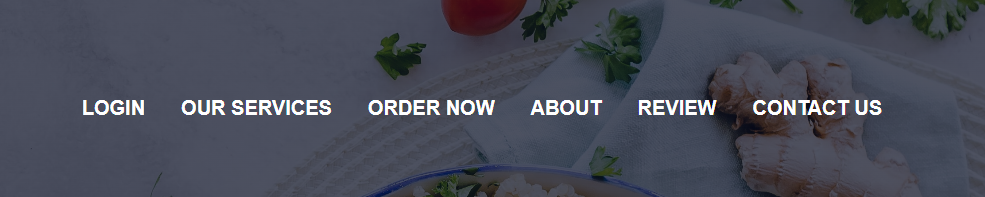 LOGIN OUR SERVICES ORDER NOW ABOUT REVIEW CONTACT US